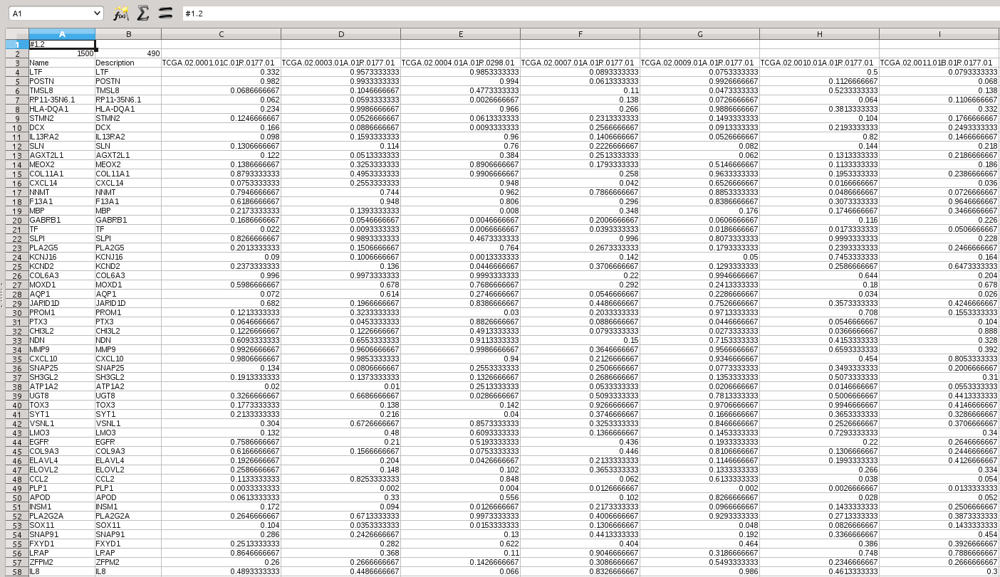 A1 #1.2
A B C D E F G H I
1 #1.2
2 1500 490
3 Name Description TCGA.02.0001.01C.01R.0177.01 TCGA.02.0003.01A.01R.0177.01 TCGA.02.0004.01A.01R.0298.01 TCGA.02.0007.01A.01R.0177.01 TCGA.02.0009.01A.01R.0177.01 TCGA.02.0010.01A.01R.0177.01 TCGA.02.0011.01B.01R.0177.01
4 LTF LTF 0.332 0.9573333333 0.9853333333 0.0893333333 0.0753333333 0.5 0.0793333333
5 POSTN POSTN 0.982 0.9933333333 0.994 0.0613333333 0.9926666667 0.1126666667 0.068
6 TMSL8 TMSL8 0.0686666667 0.1046666667 0.4773333333 0.11 0.0473333333 0.5233333333 0.138
7 RP11-35N6.1 RP11-35N6.1 0.062 0.0593333333 0.0026666667 0.138 0.0726666667 0.064 0.1106666667
8 HLA-DQA1 HLA-DQA1 0.234 0.9986666667 0.966 0.266 0.9886666667 0.3813333333 0.332
9 STMN2 STMN2 0.1246666667 0.0526666667 0.0613333333 0.2313333333 0.1493333333 0.104 0.1766666667
10 DCX DCX 0.166 0.0886666667 0.0093333333 0.2566666667 0.0913333333 0.2193333333 0.2493333333
11 IL13RA2 IL13RA2 0.098 0.1593333333 0.96 0.1406666667 0.0526666667 0.82 0.1466666667
12 SLN SLN 0.1306666667 0.114 0.76 0.2226666667 0.082 0.144 0.218
13 AGXT2L1 AGXT2L1 0.122 0.0513333333 0.384 0.2513333333 0.062 0.1313333333 0.2186666667
14 MEOX2 MEOX2 0.1386666667 0.3253333333 0.8906666667 0.1793333333 0.5146666667 0.1133333333 0.186
15 COL11A1 COL11A1 0.8793333333 0.4953333333 0.9906666667 0.258 0.9633333333 0.1953333333 0.2386666667
16 CXCL14 CXCL14 0.0753333333 0.2553333333 0.948 0.042 0.6526666667 0.0166666667 0.036
17 NNMT NNMT 0.7946666667 0.744 0.962 0.7866666667 0.8853333333 0.0486666667 0.0726666667
18 F13A1 F13A1 0.6186666667 0.948 0.806 0.296 0.8386666667 0.3073333333 0.9646666667
19 MBP MBP 0.2173333333 0.1393333333 0.008 0.348 0.176 0.1746666667 0.3466666667
20 GABRB1 GABRB1 0.1686666667 0.0546666667 0.0046666667 0.2006666667 0.0606666667 0.116 0.226
21 TF TF 0.022 0.0093333333 0.0066666667 0.0393333333 0.0186666667 0.0173333333 0.0506666667
22 SLPI SLPI 0.8266666667 0.9893333333 0.4673333333 0.996 0.8073333333 0.9993333333 0.228
23 PLA2G5 PLA2G5 0.2013333333 0.1506666667 0.764 0.2673333333 0.1793333333 0.2393333333 0.2466666667
24 KCNJ16 KCNJ16 0.09 0.1006666667 0.0013333333 0.142 0.05 0.7453333333 0.164
25 KCND2 KCND2 0.2373333333 0.136 0.0446666667 0.3706666667 0.1293333333 0.2586666667 0.6473333333
26 COL6A3 COL6A3 0.996 0.9973333333 0.9993333333 0.22 0.9946666667 0.644 0.204
27 MOXD1 MOXD1 0.5986666667 0.678 0.7686666667 0.292 0.2413333333 0.18 0.678
28 AQP1 AQP1 0.072 0.614 0.2746666667 0.0546666667 0.2286666667 0.034 0.026
29 JARID1D JARID1D 0.682 0.1966666667 0.8386666667 0.4486666667 0.7526666667 0.3573333333 0.4246666667
30 PROM1 PROM1 0.1213333333 0.3233333333 0.03 0.2033333333 0.9713333333 0.708 0.1553333333
31 PTX3 PTX3 0.0646666667 0.0453333333 0.8826666667 0.0886666667 0.0446666667 0.0546666667 0.104
32 CHI3L2 CHI3L2 0.1226666667 0.1226666667 0.4913333333 0.0793333333 0.0273333333 0.0366666667 0.888
33 NDN NDN 0.6093333333 0.6553333333 0.9113333333 0.15 0.7153333333 0.4153333333 0.328
34 MMP9 MMP9 0.9926666667 0.9606666667 0.9986666667 0.3646666667 0.9566666667 0.6593333333 0.392
35 CXCL10 CXCL10 0.9806666667 0.9853333333 0.94 0.2126666667 0.9346666667 0.454 0.8053333333
36 SNAP25 SNAP25 0.134 0.0806666667 0.2553333333 0.2506666667 0.0773333333 0.3493333333 0.2006666667
37 SH3GL2 SH3GL2 0.1913333333 0.1373333333 0.1326666667 0.2686666667 0.1353333333 0.5073333333 0.31
38 ATP1A2 ATP1A2 0.02 0.01 0.2513333333 0.0533333333 0.0206666667 0.0146666667 0.0553333333
39 UGT8 UGT8 0.3266666667 0.6686666667 0.0286666667 0.5093333333 0.7813333333 0.5006666667 0.4413333333
40 TOX3 TOX3 0.1773333333 0.138 0.142 0.9266666667 0.9706666667 0.9946666667 0.4146666667
41 SYT1 SYT1 0.2133333333 0.216 0.04 0.3746666667 0.1666666667 0.3653333333 0.3286666667
42 VSNL1 VSNL1 0.304 0.6726666667 0.8573333333 0.3253333333 0.8466666667 0.2526666667 0.3706666667
43 LMO3 LMO3 0.132 0.48 0.6093333333 0.1366666667 0.1453333333 0.7293333333 0.34
44 EGFR EGFR 0.7586666667 0.21 0.5193333333 0.436 0.1933333333 0.22 0.2646666667
45 COL9A3 COL9A3 0.6166666667 0.1566666667 0.0753333333 0.446 0.8106666667 0.1306666667 0.2446666667
46 ELAVL4 ELAVL4 0.1926666667 0.204 0.0426666667 0.2133333333 0.1146666667 0.1993333333 0.4126666667
47 ELOVL2 ELOVL2 0.2586666667 0.148 0.102 0.3653333333 0.1333333333 0.266 0.334
48 CCL2 CCL2 0.1133333333 0.8253333333 0.848 0.062 0.6133333333 0.038 0.054
49 PLP1 PLP1 0.0033333333 0.002 0.004 0.0126666667 0.002 0.0026666667 0.0133333333
50 APOD APOD 0.0613333333 0.33 0.556 0.102 0.8266666667 0.028 0.052
51 INSM1 INSM1 0.172 0.094 0.0126666667 0.2173333333 0.0966666667 0.1433333333 0.2506666667
52 PLA2G2A PLA2G2A 0.2646666667 0.6713333333 0.9973333333 0.4006666667 0.9293333333 0.2713333333 0.3873333333
53 SOX11 SOX11 0.104 0.0353333333 0.0153333333 0.1306666667 0.048 0.0826666667 0.1433333333
54 SNAP91 SNAP91 0.286 0.2426666667 0.13 0.4413333333 0.192 0.3366666667 0.454
55 FXYD1 FXYD1 0.2513333333 0.282 0.622 0.404 0.464 0.386 0.3926666667
56 LRAP LRAP 0.8646666667 0.368 0.11 0.9046666667 0.3186666667 0.748 0.7886666667
57 ZFPM2 ZFPM2 0.26 0.2666666667 0.1426666667 0.3086666667 0.5493333333 0.2346666667 0.2666666667
58 IL8 IL8 0.4893333333 0.4486666667 0.066 0.8326666667 0.986 0.4613333333 0.3